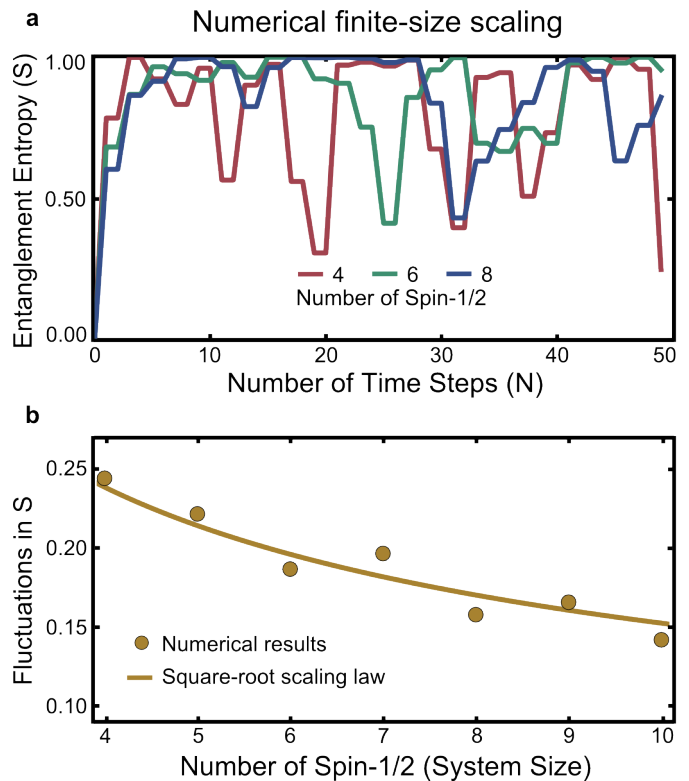 a
Numerical finite-size scaling
Entanglement Entropy (S)
1.00
0.50
0.00
4 6 8
Number of Spin-1/2
0 10 20 30 40 50
Number of Time Steps (N)
b
Fluctuations in S
0.25
0.20
0.15
0.10
Numerical results
Square-root scaling law
4 5 6 7 8 9 10
Number of Spin-1/2 (System Size)